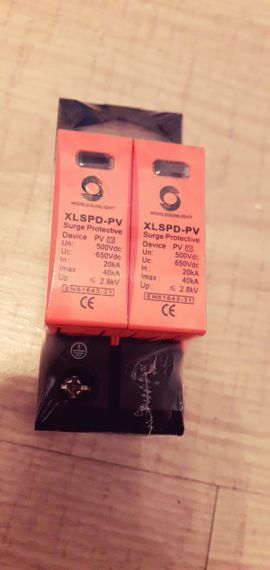 WORLDSUNLIGHT
XLSPD-PV
Surge Protective
Device PV
Un: 500Vdc
Uc: 650Vdc
In: 20kA
Imax: 40kA
Up: ≤ 2.8kV
EN61643-31
CE
WORLDSUNLIGHT
XLSPD-PV
Surge Protective
Device PV
Un: 500Vdc
Uc: 650Vdc
In: 20kA
Imax: 40kA
Up: ≤ 2.8kV
EN61643-31
CE